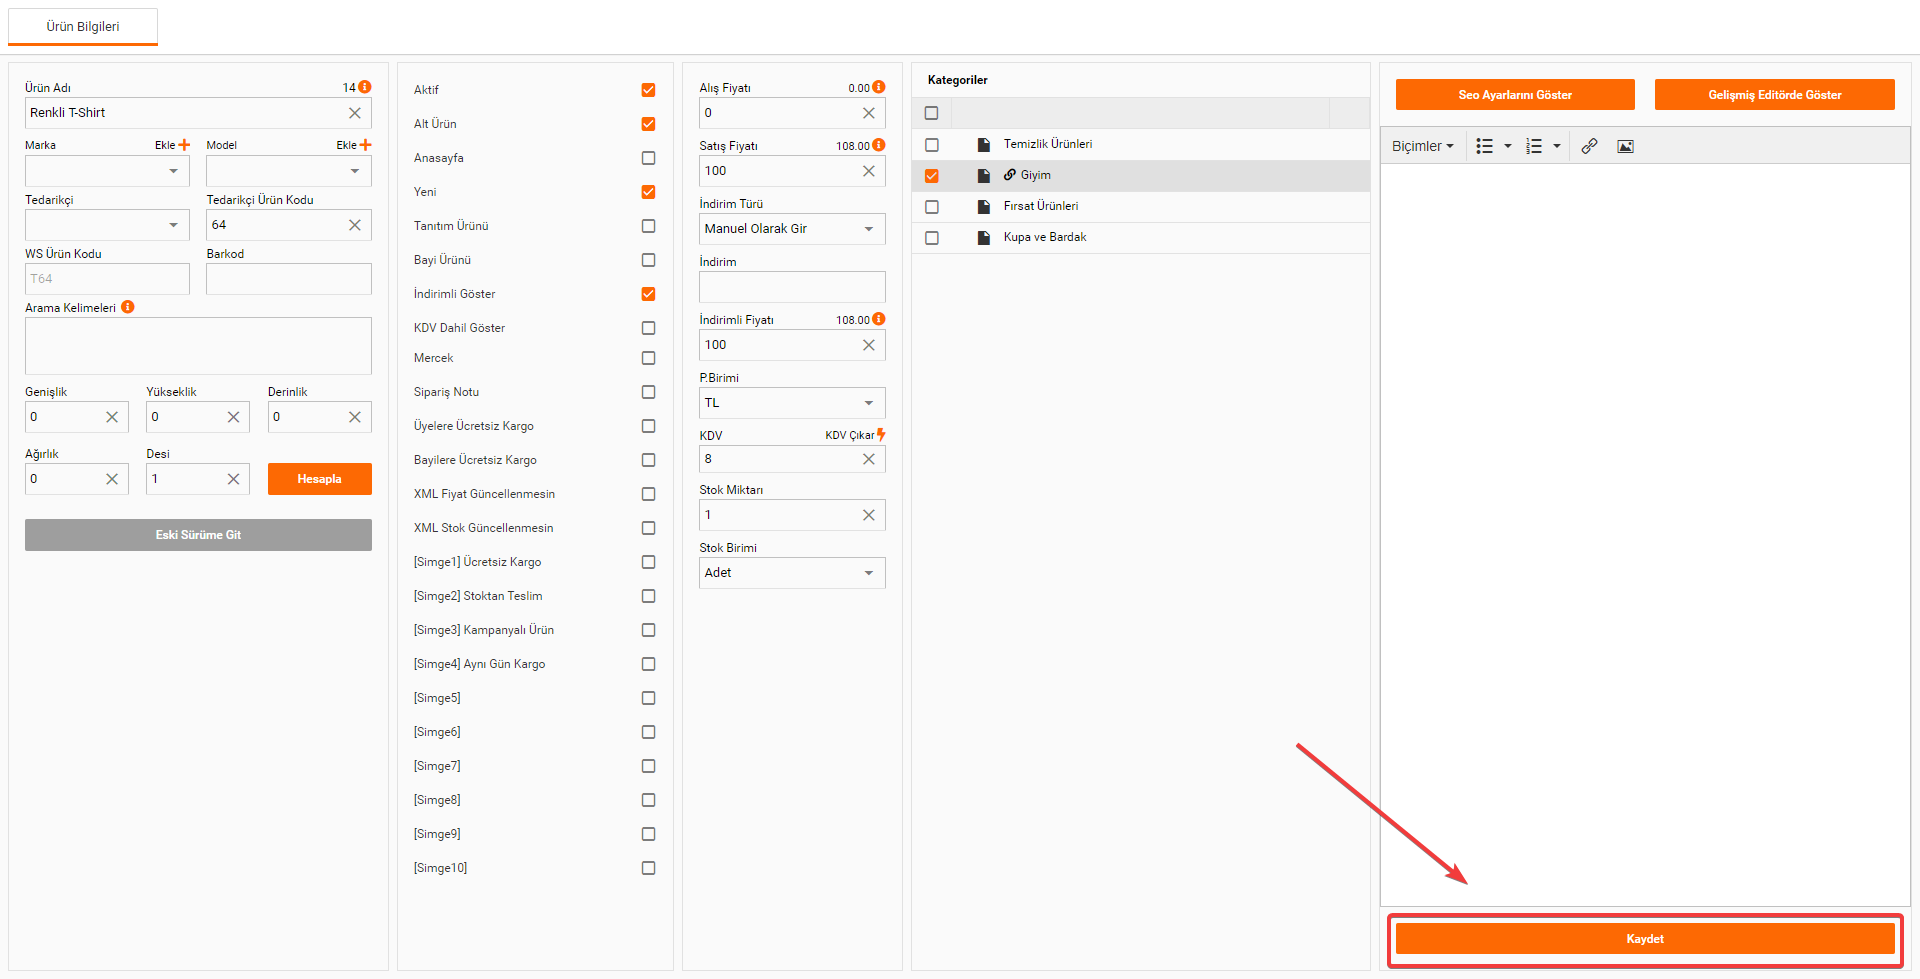 Ürün Bilgileri
Ürün Adı 14
Renkli T-Shirt
Marka Ekle Model Ekle
Tedarikçi Tedarikçi Ürün Kodu
64
WS Ürün Kodu Barkod
T64
Arama Kelimeleri
Genişlik Yükseklik Derinlik
0 0 0
Ağırlık Desi
0 1 Hesapla
Eski Sürüme Git
Aktif
Alt Ürün
Anasayfa
Yeni
Tanıtım Ürünü
Bayi Ürünü
İndirimli Göster
KDV Dahil Göster
Mercek
Sipariş Notu
Üyelere Ücretsiz Kargo
Bayilere Ücretsiz Kargo
XML Fiyat Güncellenmesin
XML Stok Güncellenmesin
[Simge1] Ücretsiz Kargo
[Simge2] Stoktan Teslim
[Simge3] Kampanyalı Ürün
[Simge4] Aynı Gün Kargo
[Simge5]
[Simge6]
[Simge7]
[Simge8]
[Simge9]
[Simge10]
Alış Fiyatı 0.00
0
Satış Fiyatı 108.00
100
İndirim Türü
Manuel Olarak Gir
İndirim
İndirimli Fiyatı 108.00
100
P.Birimi
TL
KDV KDV Çıkar
8
Stok Miktarı
1
Stok Birimi
Adet
Kategoriler
Temizlik Ürünleri
Giyim
Fırsat Ürünleri
Kupa ve Bardak
Seo Ayarlarını Göster Gelişmiş Editörde Göster
Biçimler
Kaydet